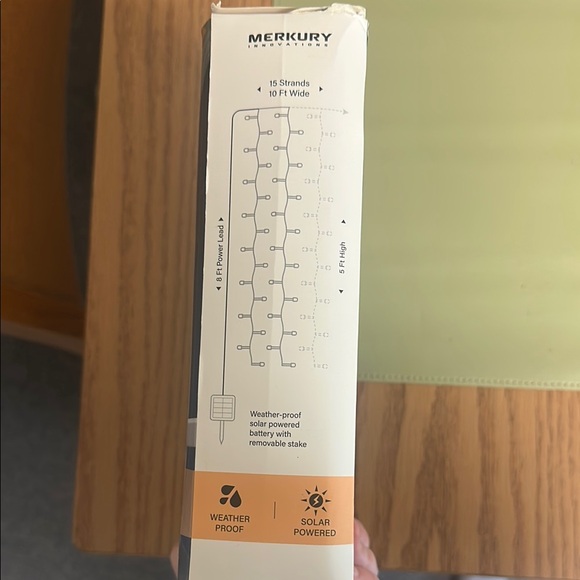 MERKURY
INNOVATIONS
15 Strands
10 Ft Wide
8 Ft Power Lead
5 Ft High
Weather-proof
solar powered
battery with
removable stake
WEATHER
PROOF
SOLAR
POWERED